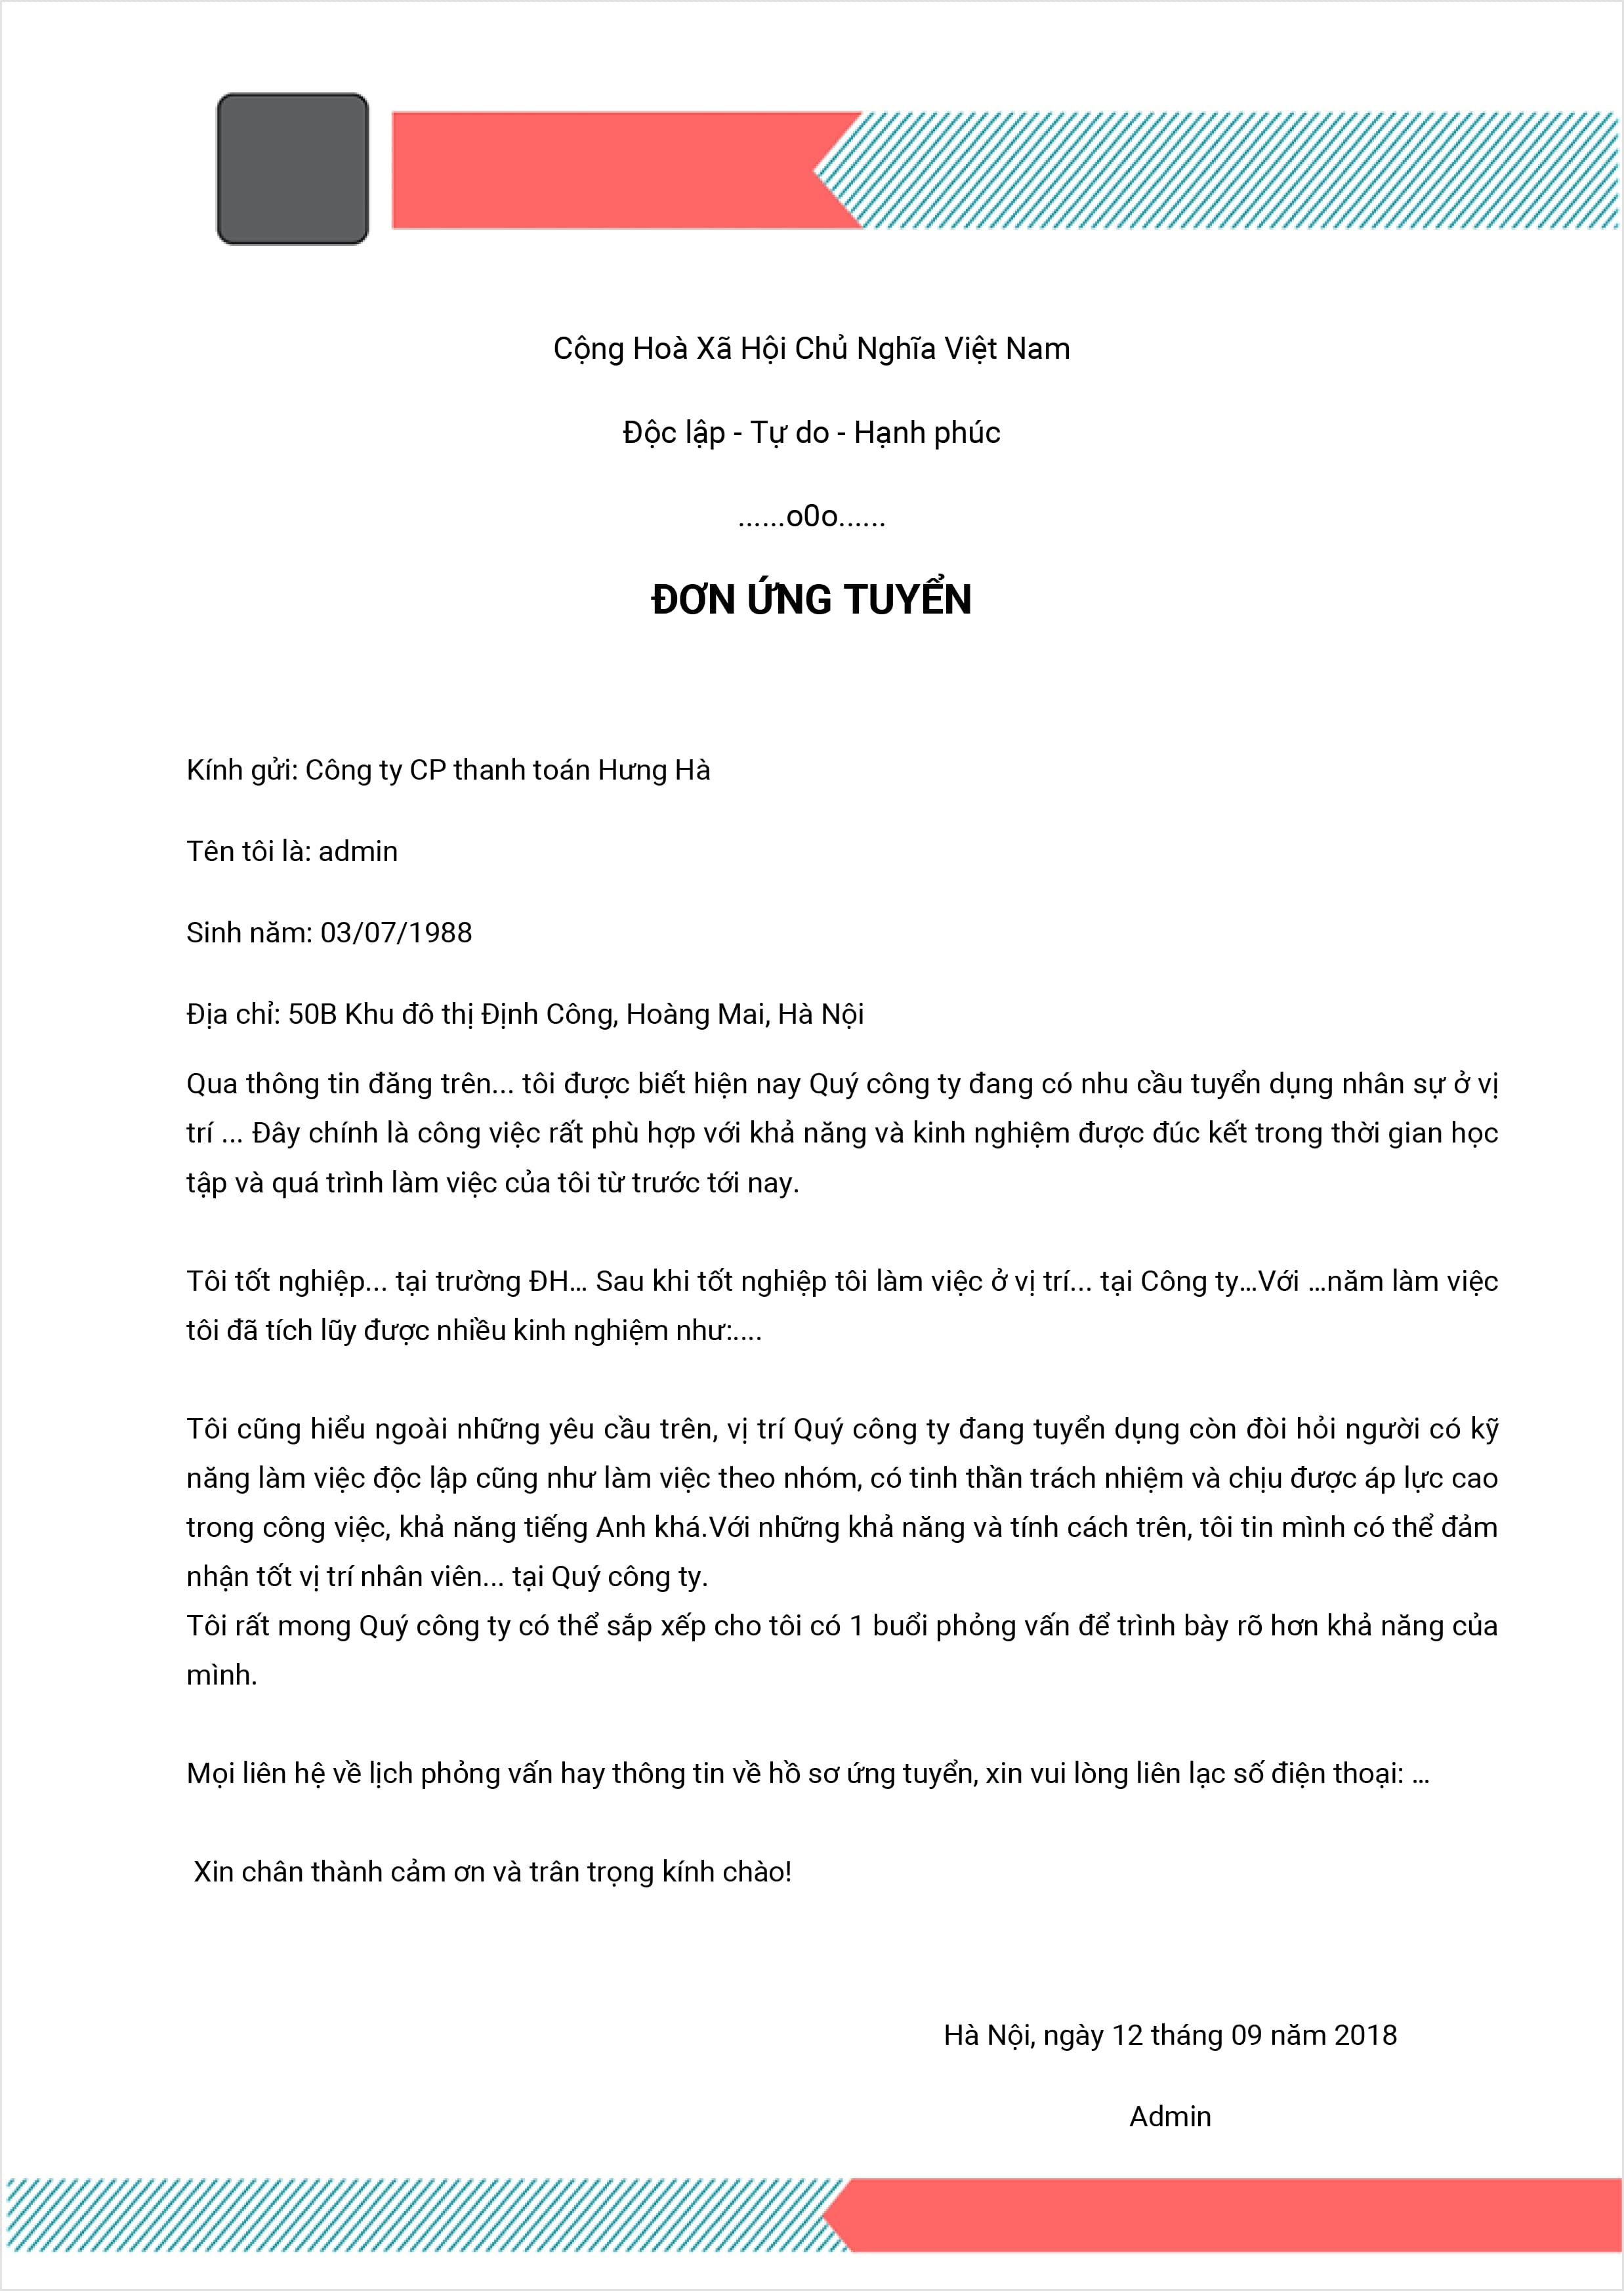 Cộng Hoà Xã Hội Chủ Nghĩa Việt Nam
Độc lập - Tự do - Hạnh phúc
......o0o......
ĐƠN ỨNG TUYỂN
Kính gửi: Công ty CP thanh toán Hưng Hà
Tên tôi là: admin
Sinh năm: 03/07/1988
Địa chỉ: 50B Khu đô thị Định Công, Hoàng Mai, Hà Nội
Qua thông tin đăng trên... tôi được biết hiện nay Quý công ty đang có nhu cầu tuyển dụng nhân sự ở vị
trí ... Đây chính là công việc rất phù hợp với khả năng và kinh nghiệm được đúc kết trong thời gian học
tập và quá trình làm việc của tôi từ trước tới nay.
Tôi tốt nghiệp... tại trường ĐH... Sau khi tốt nghiệp tôi làm việc ở vị trí... tại Công ty...Với ...năm làm việc
tôi đã tích lũy được nhiều kinh nghiệm như:....
Tôi cũng hiểu ngoài những yêu cầu trên, vị trí Quý công ty đang tuyển dụng còn đòi hỏi người có kỹ
năng làm việc độc lập cũng như làm việc theo nhóm, có tinh thần trách nhiệm và chịu được áp lực cao
trong công việc, khả năng tiếng Anh khá.Với những khả năng và tính cách trên, tôi tin mình có thể đảm
nhận tốt vị trí nhân viên... tại Quý công ty.
Tôi rất mong Quý công ty có thể sắp xếp cho tôi có 1 buổi phỏng vấn để trình bày rõ hơn khả năng của
mình.
Mọi liên hệ về lịch phỏng vấn hay thông tin về hồ sơ ứng tuyển, xin vui lòng liên lạc số điện thoại: ...
Xin chân thành cảm ơn và trân trọng kính chào!
Hà Nội, ngày 12 tháng 09 năm 2018
Admin